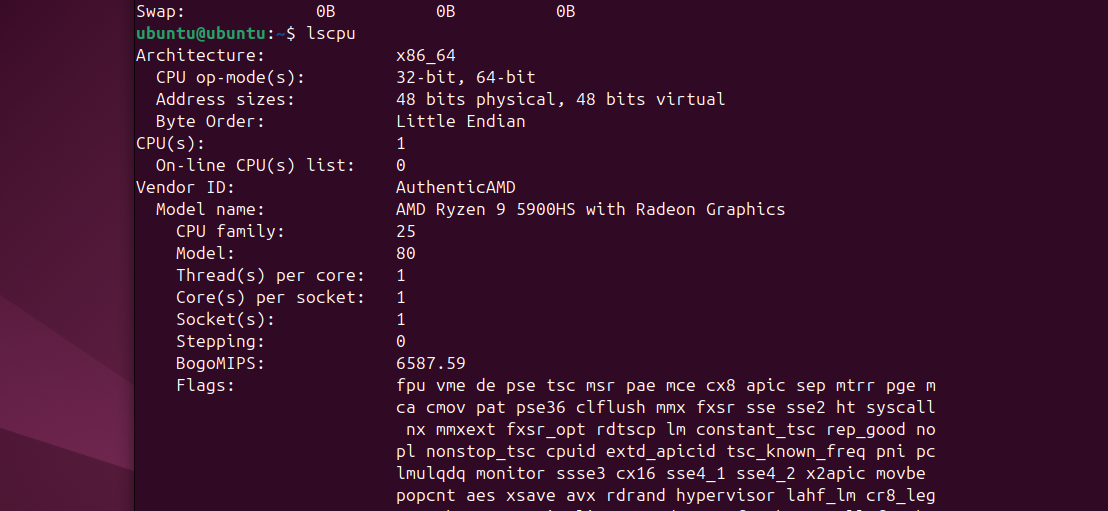 Swap: 0B 0B 0B
ubuntu@ubuntu:~$ lscpu
Architecture: x86_64
CPU op-mode(s): 32-bit, 64-bit
Address sizes: 48 bits physical, 48 bits virtual
Byte Order: Little Endian
CPU(s): 1
On-line CPU(s) list: 0
Vendor ID: AuthenticAMD
Model name: AMD Ryzen 9 5900HS with Radeon Graphics
CPU family: 25
Model: 80
Thread(s) per core: 1
Core(s) per socket: 1
Socket(s): 1
Stepping: 0
BogoMIPS: 6587.59
Flags: fpu vme de pse tsc msr pae mce cx8 apic sep mtrr pge m
ca cmov pat pse36 clflush mmx fxsr sse sse2 ht syscall
nx mmxext fxsr_opt rdtscp lm constant_tsc rep_good no
pl nonstop_tsc cpuid extd_apicid tsc_known_freq pni pc
lmulqdq monitor ssse3 cx16 sse4_1 sse4_2 x2apic movbe
popcnt aes xsave avx rdrand hypervisor lahf_lm cr8_leg